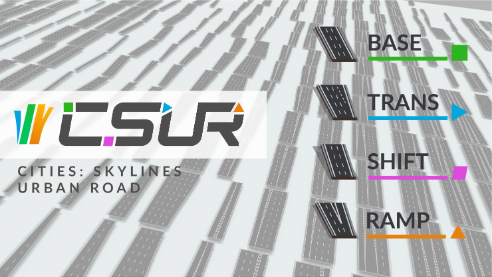 CSUR
CITIES: SKYLINES
URBAN ROAD
BASE
TRANS
SHIFT
RAMP